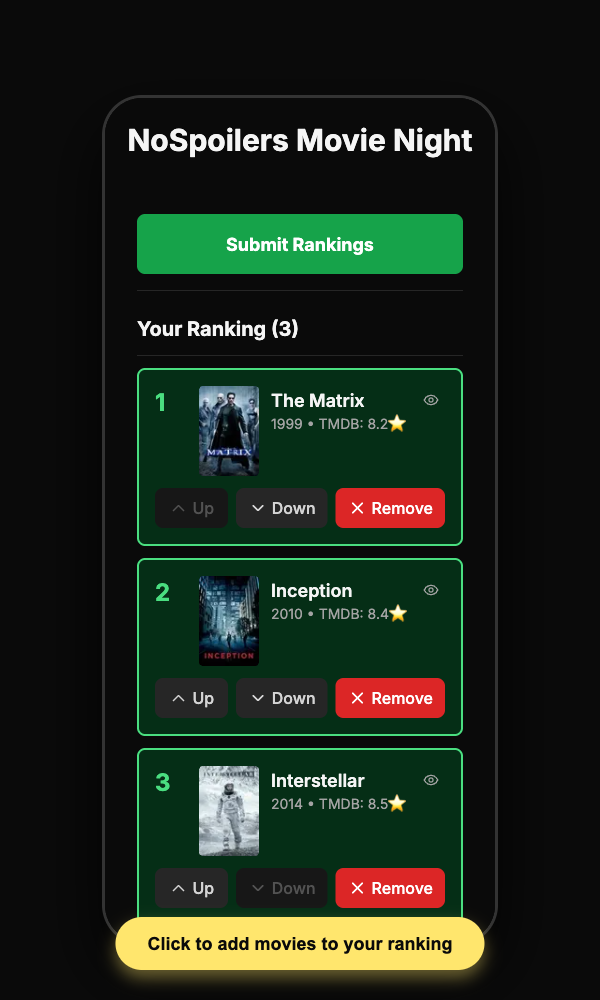 NoSpoilers Movie Night
Submit Rankings
Your Ranking (3)
1
MATRIX
The Matrix
1999 • TMDB: 8.2⭐
Up
Down
Remove
2
INCEPTION
Inception
2010 • TMDB: 8.4⭐
Up
Down
Remove
3
INTERSTELLAR
Interstellar
2014 • TMDB: 8.5⭐
Up
Down
Remove
Click to add movies to your ranking